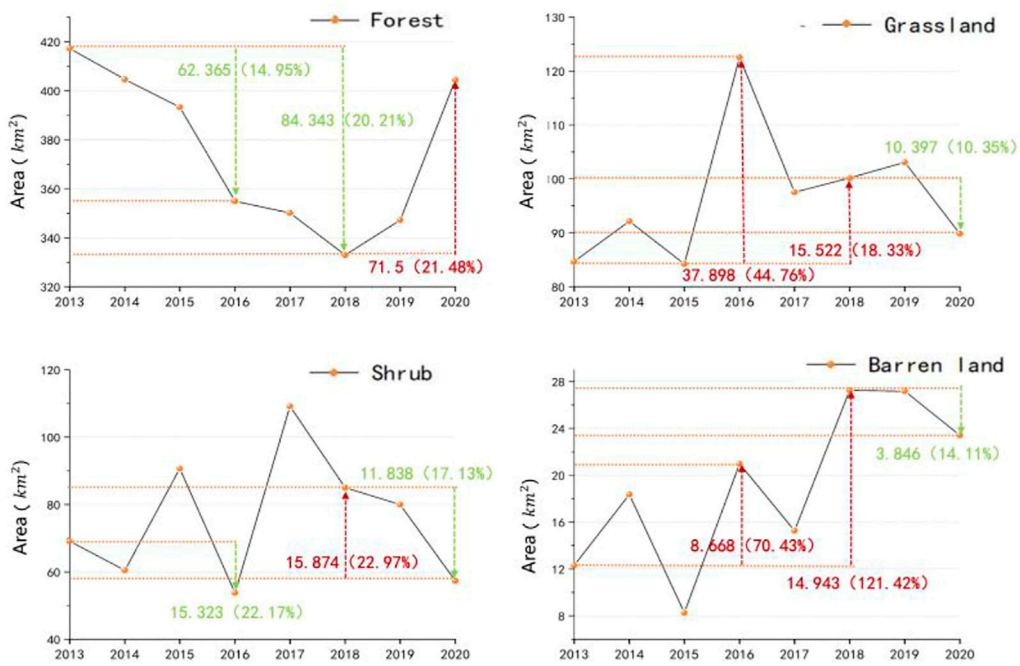 Forest
Area ( km²)
420
400
380
360
340
320
62.365 (14.95%)
84.343 (20.21%)
71.5 (21.48%)
2013 2014 2015 2016 2017 2018 2019 2020
Grassland
Area ( km²)
130
120
110
100
90
80
10.397 (10.35%)
15.522 (18.33%)
37.898 (44.76%)
2013 2014 2015 2016 2017 2018 2019 2020
Shrub
Area ( km²)
120
100
80
60
40
11.838 (17.13%)
15.874 (22.97%)
15.323 (22.17%)
2013 2014 2015 2016 2017 2018 2019 2020
Barren land
Area ( km²)
28
24
20
16
12
8
3.846 (14.11%)
8.668 (70.43%)
14.943 (121.42%)
2013 2014 2015 2016 2017 2018 2019 2020